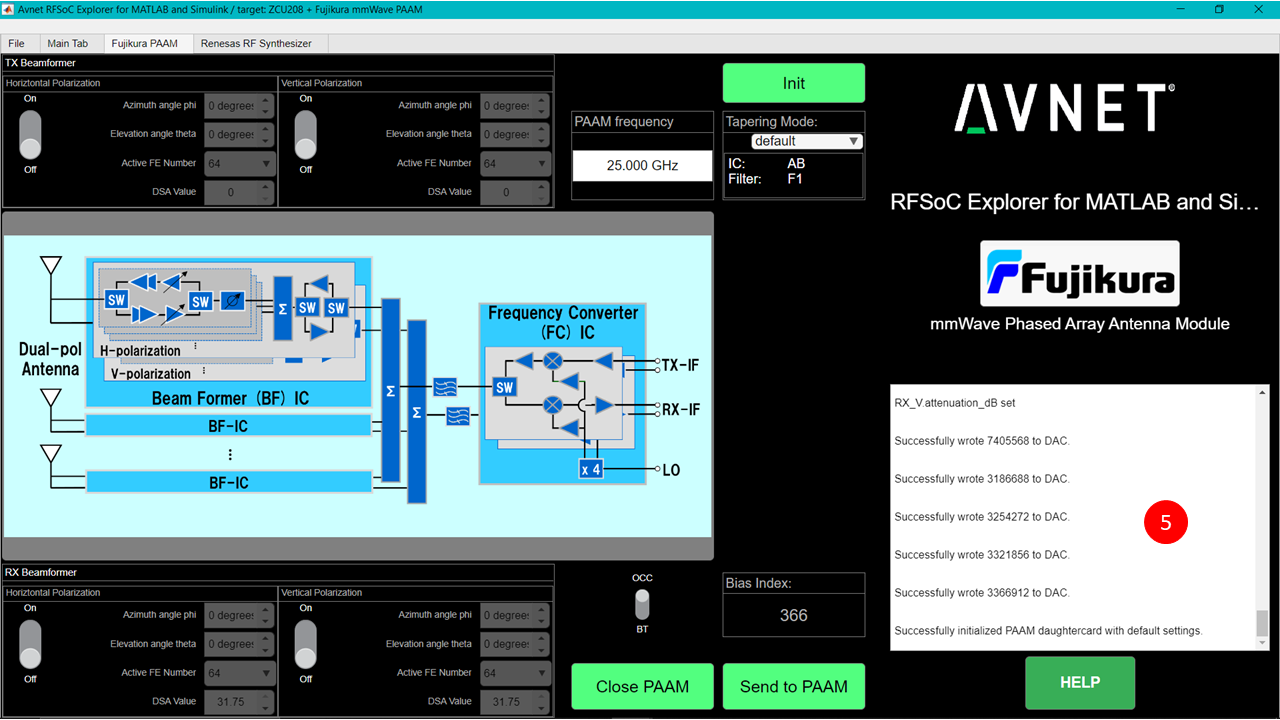 Avnet RFSoC Explorer for MATLAB and Simulink / target: ZCU208 + Fujikura mmWave PAAM
File Main Tab Fujikura PAAM Renesas RF Synthesizer
TX Beamformer
Horiztontal Polarization
On
Off
Azimuth angle phi 0 degrees
Elevation angle theta 0 degrees
Active FE Number 64
DSA Value 0
Vertical Polarization
On
Off
Azimuth angle phi 0 degrees
Elevation angle theta 0 degrees
Active FE Number 64
DSA Value 0
PAAM frequency
25.000 GHz
Init
Tapering Mode:
default
IC: AB
Filter: F1
AVNET®
RFSoC Explorer for MATLAB and Si...
Fujikura
mmWave Phased Array Antenna Module
Dual-pol
Antenna
SW
SW
Σ
SW
SW
H-polarization
V-polarization
Beam Former (BF) IC
BF-IC
BF-IC
Σ
Σ
Frequency Converter
(FC) IC
SW
x 4
TX-IF
RX-IF
LO
RX_V.attenuation_dB set
Successfully wrote 7405568 to DAC.
Successfully wrote 3186688 to DAC.
Successfully wrote 3254272 to DAC.
Successfully wrote 3321856 to DAC.
Successfully wrote 3366912 to DAC.
Successfully initialized PAAM daughtercard with default settings.
5
RX Beamformer
Horiztontal Polarization
On
Off
Azimuth angle phi 0 degrees
Elevation angle theta 0 degrees
Active FE Number 64
DSA Value 31.75
Vertical Polarization
On
Off
Azimuth angle phi 0 degrees
Elevation angle theta 0 degrees
Active FE Number 64
DSA Value 31.75
OCC
BT
Bias Index:
366
Close PAAM
Send to PAAM
HELP